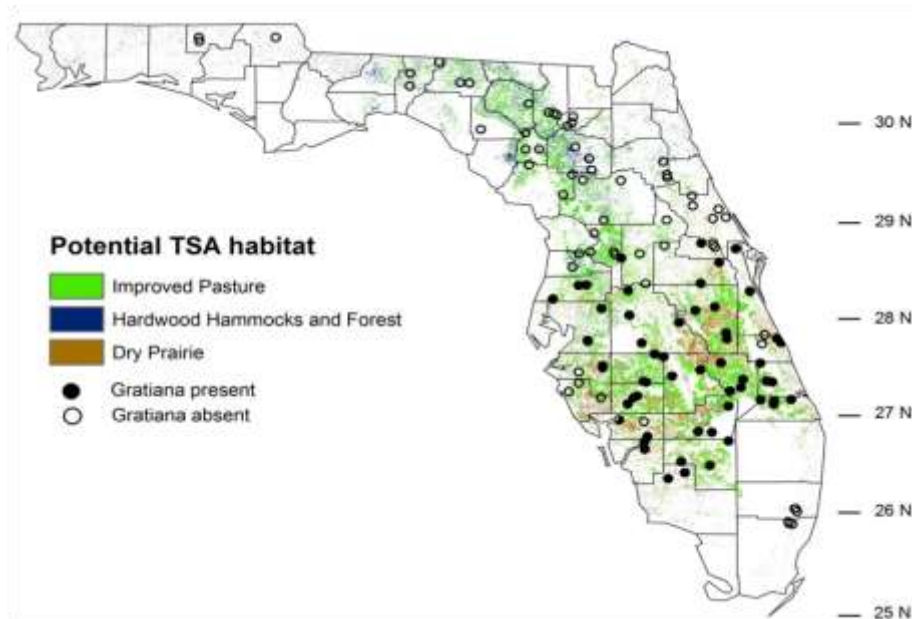 30 N
29 N
Potential TSA habitat
Improved Pasture
28 N
Hardwood Hammocks and Forest
Dry Prairie
Gratiana present
Gratiana absent
27 N
26 N
25 N